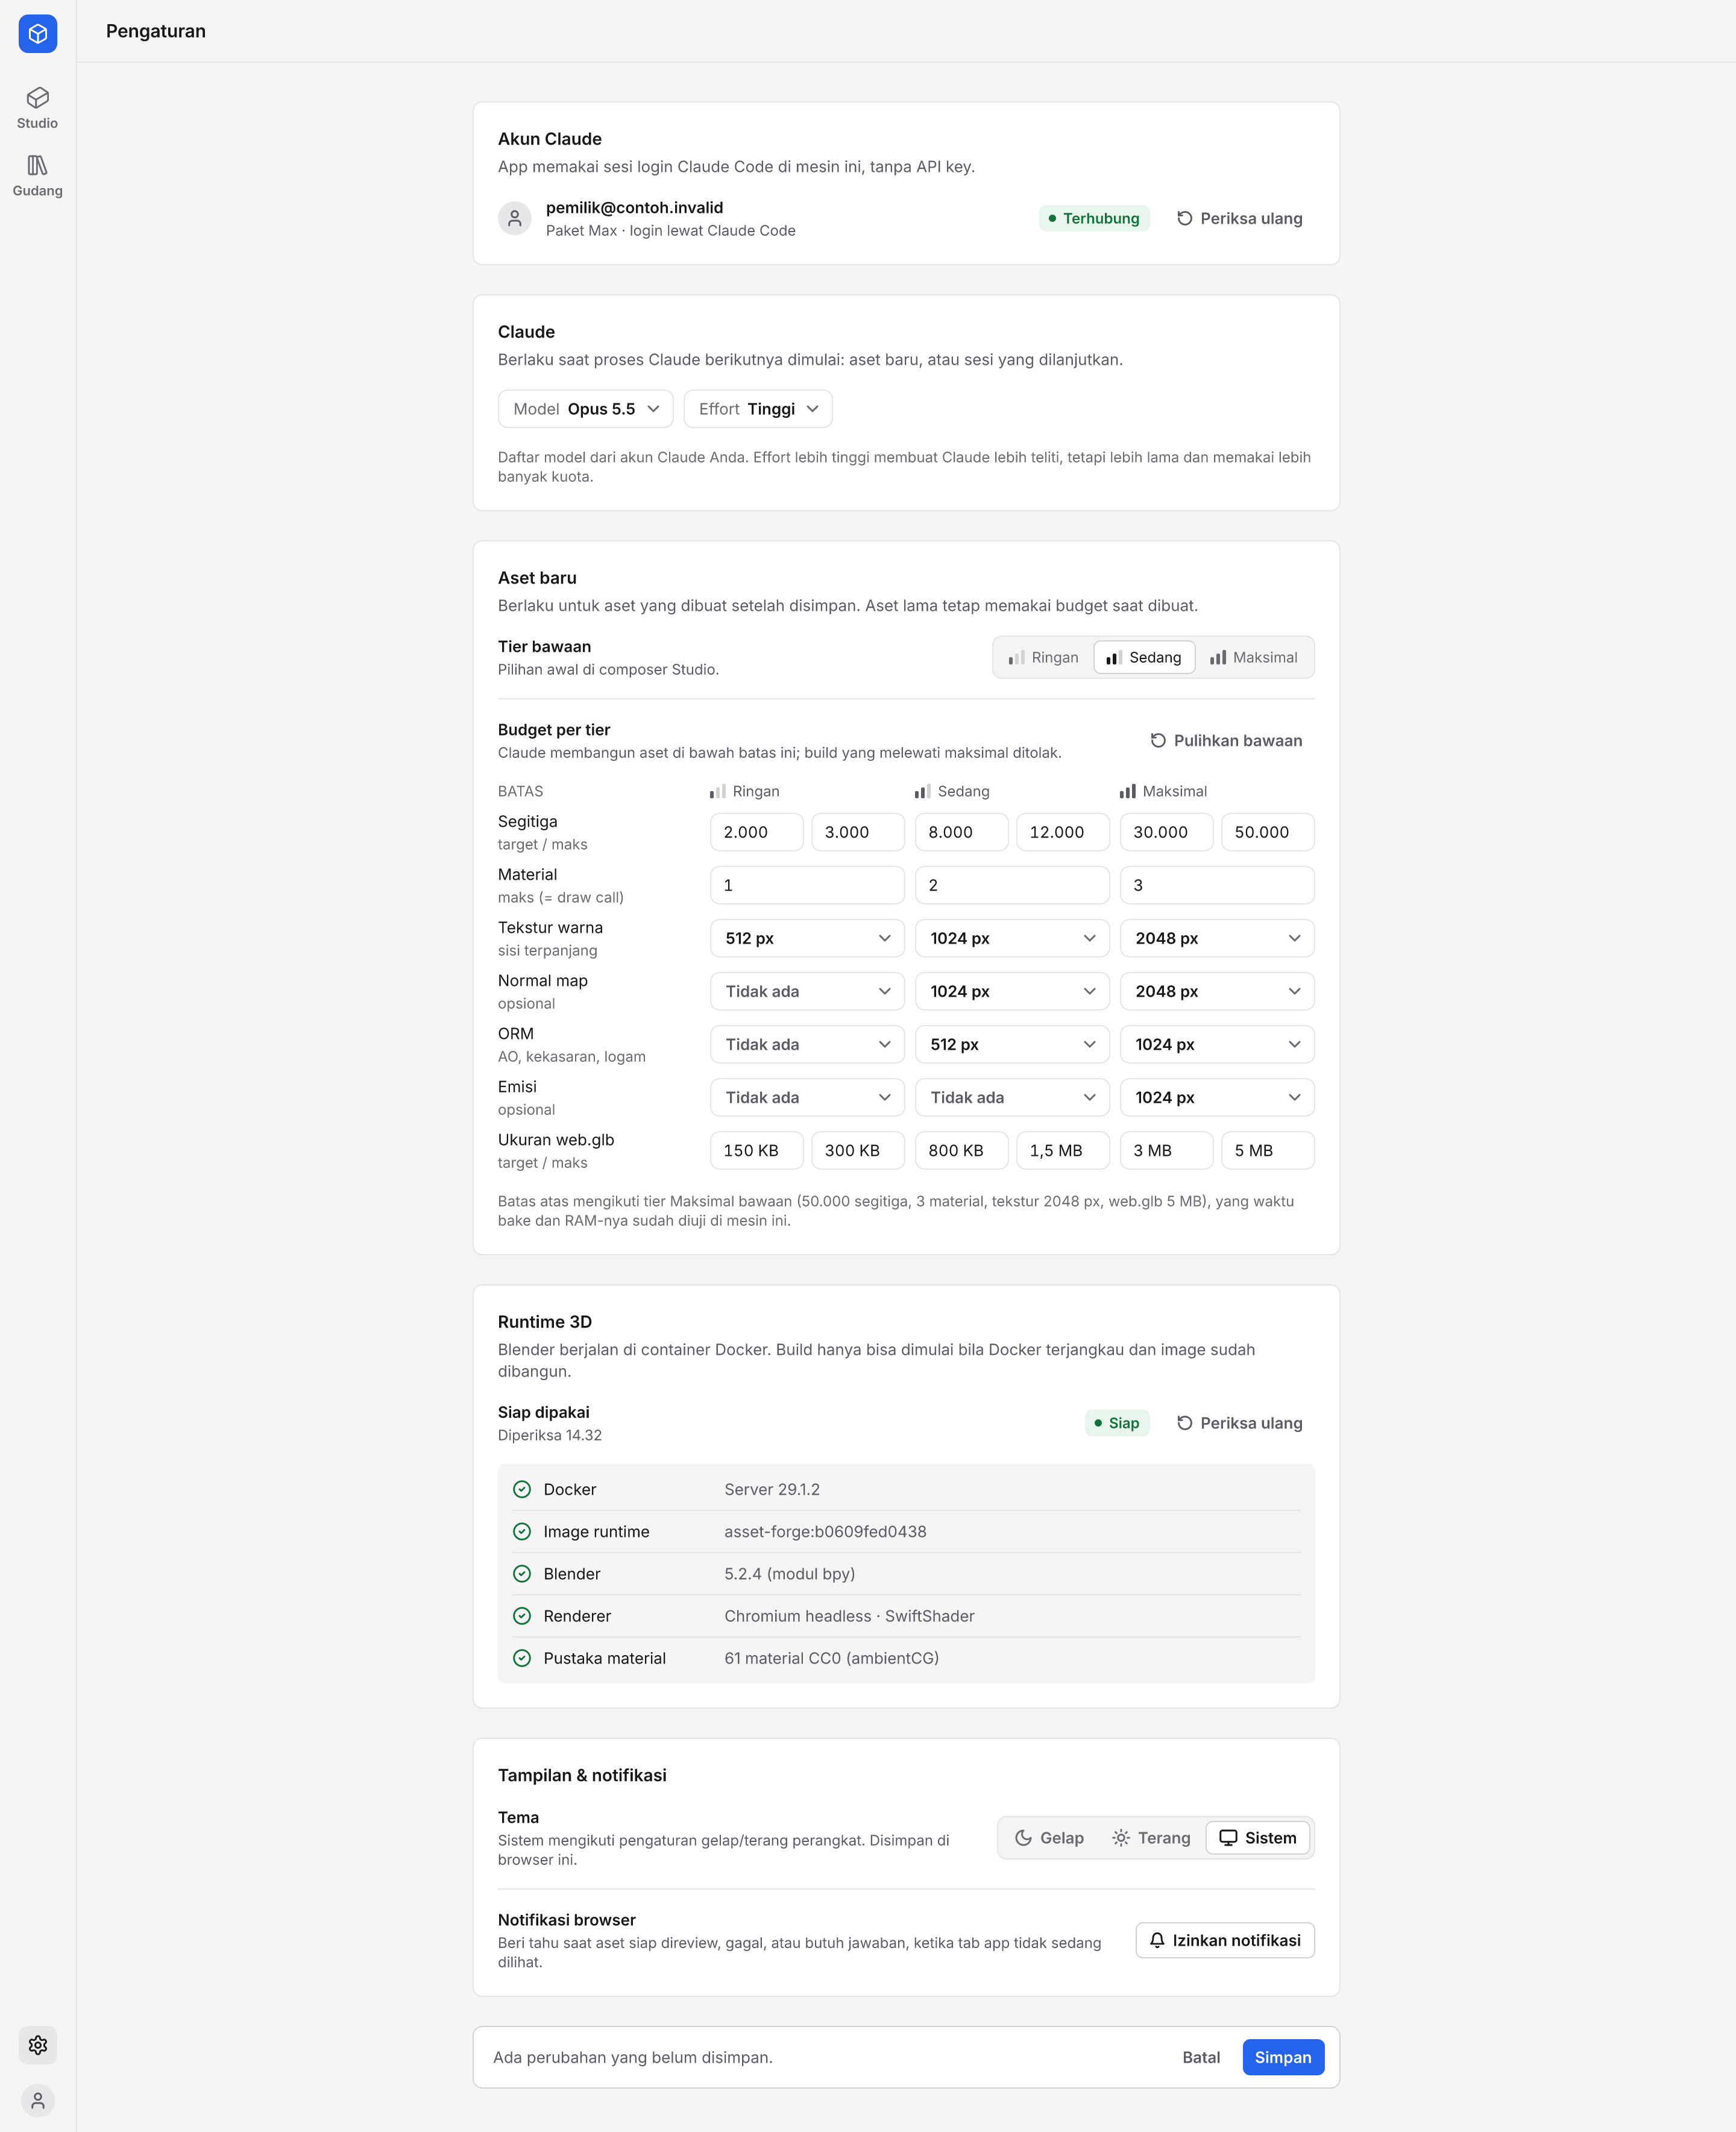 Pengaturan
Studio
Gudang
Akun Claude
App memakai sesi login Claude Code di mesin ini, tanpa API key.
pemilik@contoh.invalid
Paket Max · login lewat Claude Code
Terhubung
Periksa ulang
Claude
Berlaku saat proses Claude berikutnya dimulai: aset baru, atau sesi yang dilanjutkan.
Model Opus 5.5
Effort Tinggi
Daftar model dari akun Claude Anda. Effort lebih tinggi membuat Claude lebih teliti, tetapi lebih lama dan memakai lebih
banyak kuota.
Aset baru
Berlaku untuk aset yang dibuat setelah disimpan. Aset lama tetap memakai budget saat dibuat.
Tier bawaan
Pilihan awal di composer Studio.
Ringan Sedang Maksimal
Budget per tier
Claude membangun aset di bawah batas ini; build yang melewati maksimal ditolak.
Pulihkan bawaan
BATAS Ringan Sedang Maksimal
Segitiga
target / maks
2.000 3.000 8.000 12.000 30.000 50.000
Material
maks (= draw call)
1 2 3
Tekstur warna
sisi terpanjang
512 px 1024 px 2048 px
Normal map
opsional
Tidak ada 1024 px 2048 px
ORM
AO, kekasaran, logam
Tidak ada 512 px 1024 px
Emisi
opsional
Tidak ada Tidak ada 1024 px
Ukuran web.glb
target / maks
150 KB 300 KB 800 KB 1,5 MB 3 MB 5 MB
Batas atas mengikuti tier Maksimal bawaan (50.000 segitiga, 3 material, tekstur 2048 px, web.glb 5 MB), yang waktu
bake dan RAM-nya sudah diuji di mesin ini.
Runtime 3D
Blender berjalan di container Docker. Build hanya bisa dimulai bila Docker terjangkau dan image sudah
dibangun.
Siap dipakai
Diperiksa 14.32
Siap
Periksa ulang
Docker Server 29.1.2
Image runtime asset-forge:b0609fed0438
Blender 5.2.4 (modul bpy)
Renderer Chromium headless · SwiftShader
Pustaka material 61 material CC0 (ambientCG)
Tampilan & notifikasi
Tema
Sistem mengikuti pengaturan gelap/terang perangkat. Disimpan di
browser ini.
Gelap Terang Sistem
Notifikasi browser
Beri tahu saat aset siap direview, gagal, atau butuh jawaban, ketika tab app tidak sedang
dilihat.
Izinkan notifikasi
Ada perubahan yang belum disimpan.
Batal
Simpan